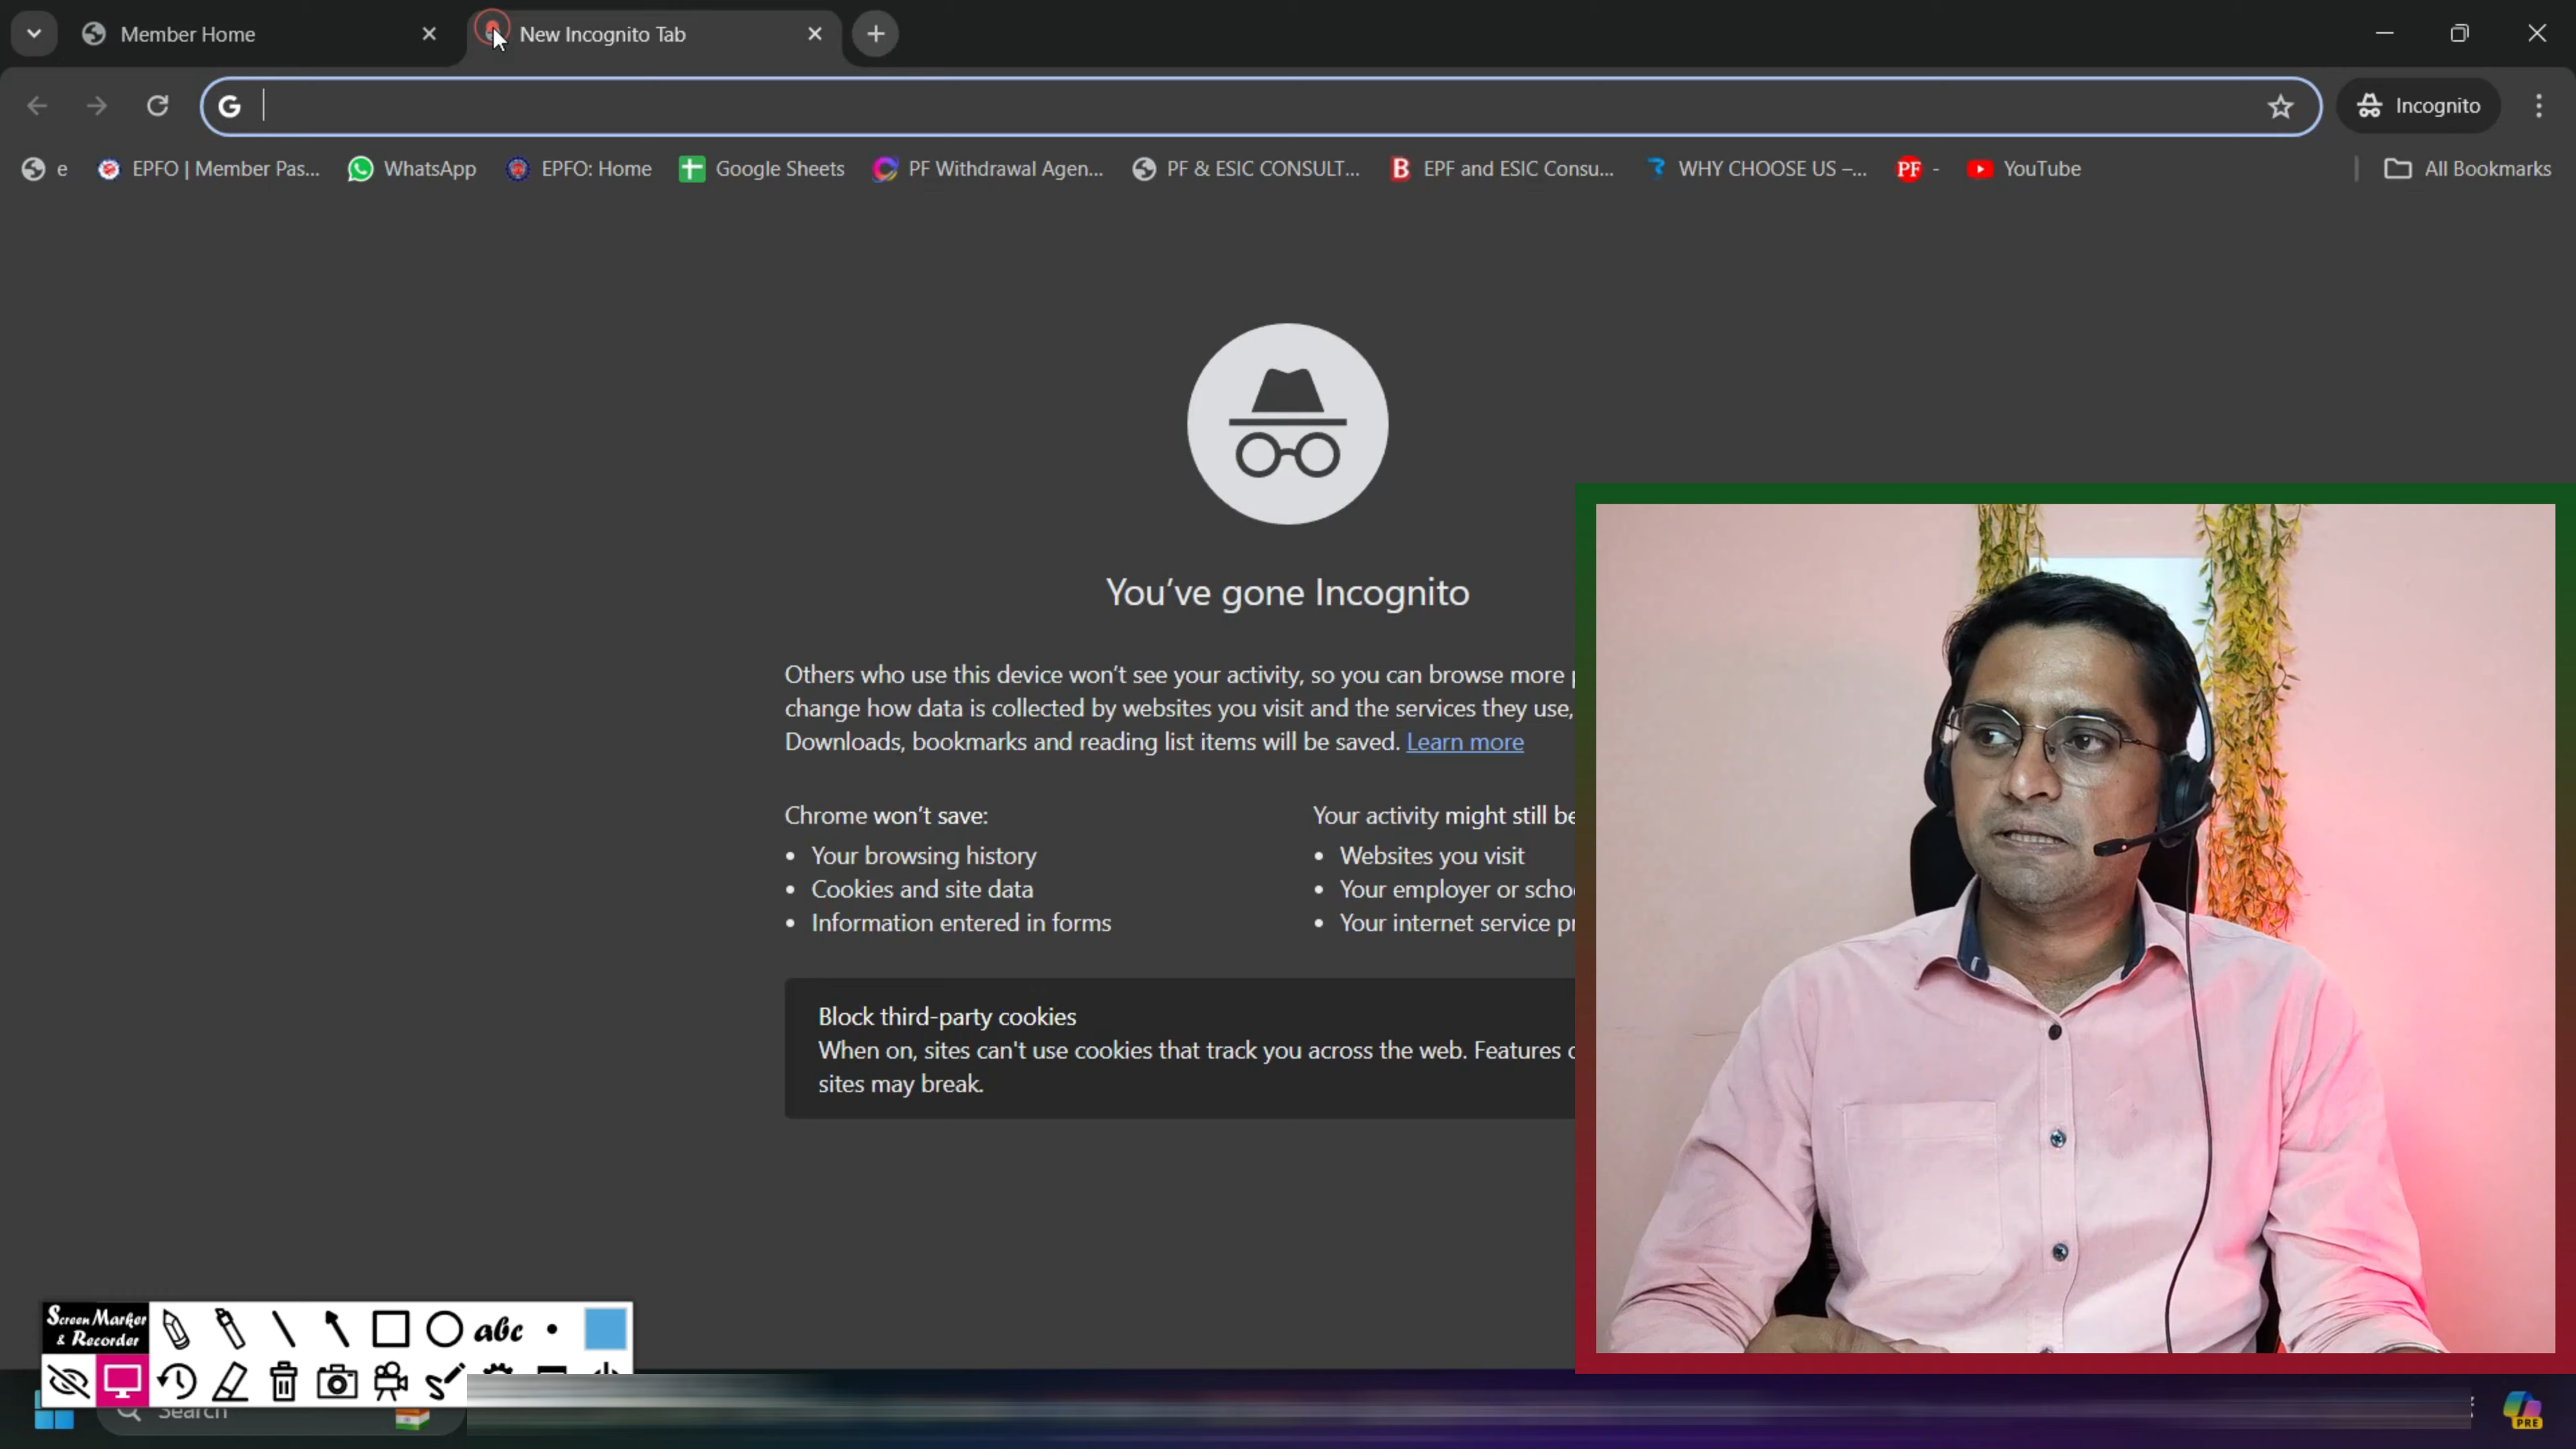 Member Home
New Incognito Tab
Incognito
e
EPFO | Member Pas...
WhatsApp
EPFO: Home
Google Sheets
PF Withdrawal Agen...
PF & ESIC CONSULT...
B
EPF and ESIC Consu...
WHY CHOOSE US –...
PF
-
YouTube
All Bookmarks
You've gone Incognito
Others who use this device won't see your activity, so you can browse more
change how data is collected by websites you visit and the services they use,
Downloads, bookmarks and reading list items will be saved. Learn more
Chrome won't save:
• Your browsing history
• Cookies and site data
• Information entered in forms
Your activity might still be
• Websites you visit
• Your employer or scho
• Your internet service
Block third-party cookies
When on, sites can't use cookies that track you across the web. Features
sites may break.
Screen Marker
& Recorder
abc
Search
PRE